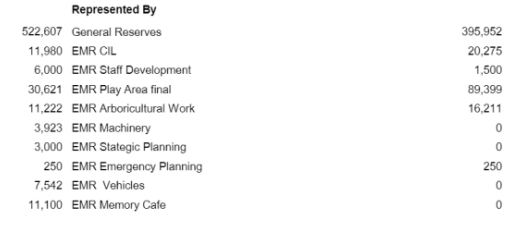 Represented By
522,607 General Reserves 395,952
11,980 EMR CIL 20,275
6,000 EMR Staff Development 1,500
30,621 EMR Play Area final 89,399
11,222 EMR Arboricultural Work 16,211
3,923 EMR Machinery 0
3,000 EMR Stategic Planning 0
250 EMR Emergency Planning 250
7,542 EMR Vehicles 0
11,100 EMR Memory Cafe 0